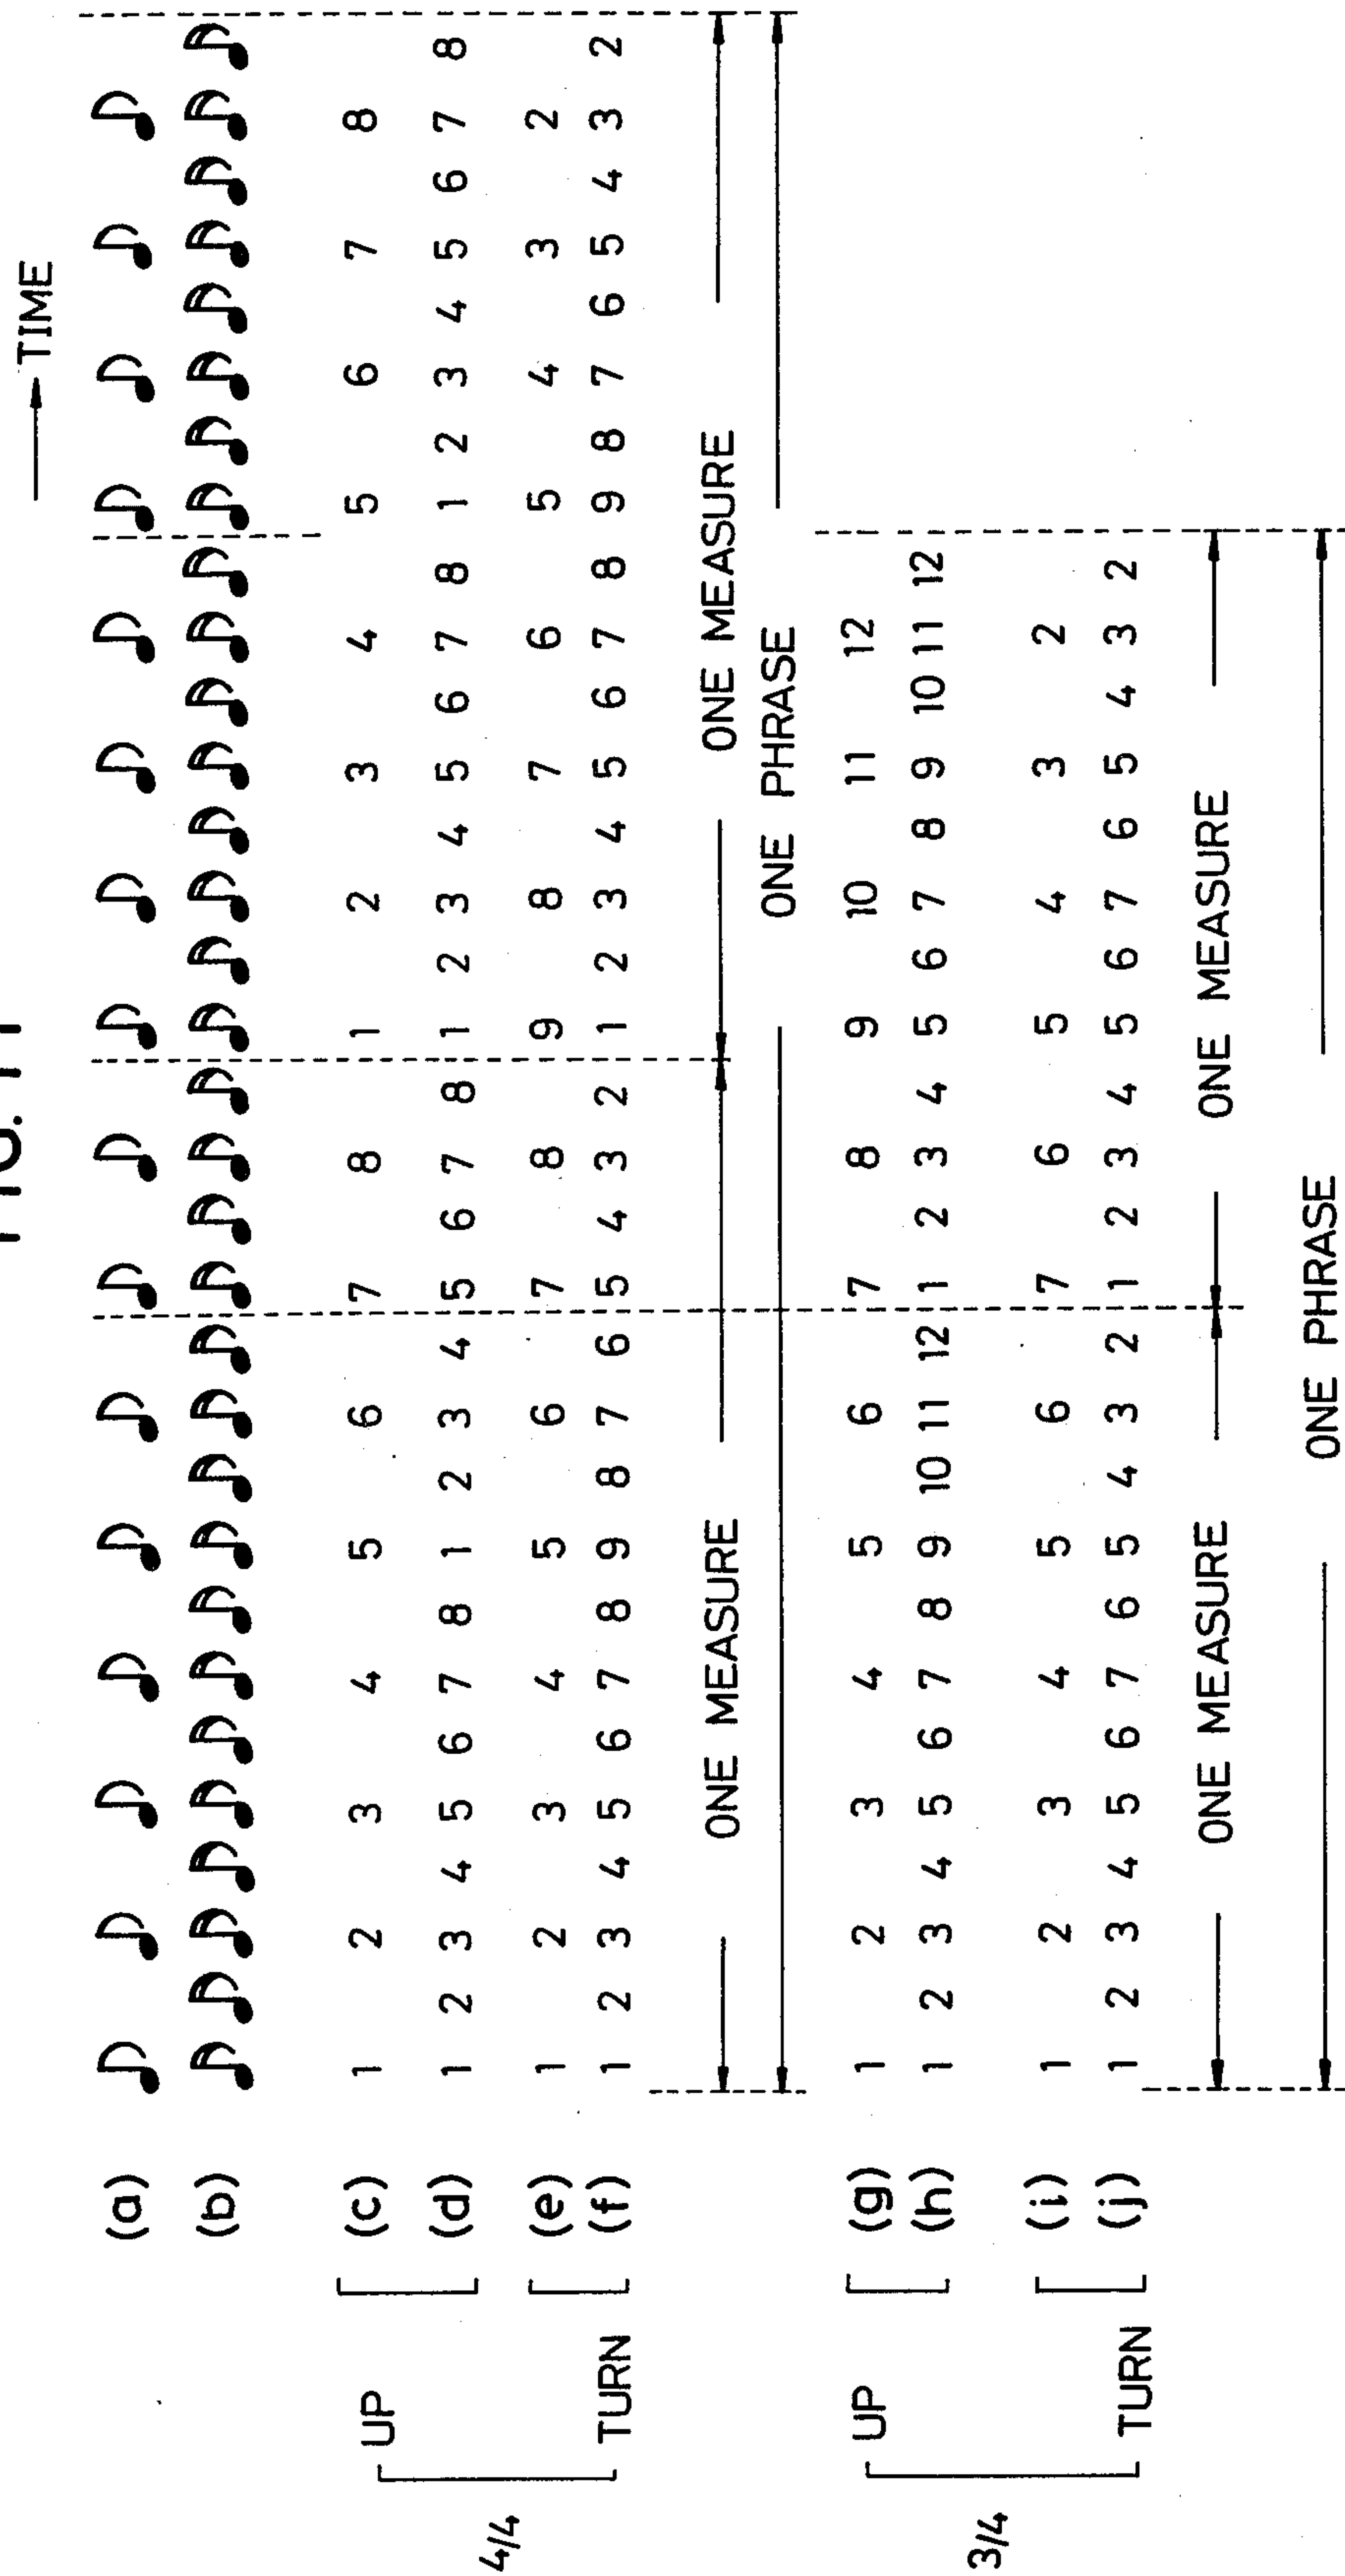 FIG. 11
TIME
(a)
(b)
4/4
UP
(c) 1 2 3 4 5 6 7 8 1 2 3 4 5 6 7 8
(d) 1 2 3 4 5 6 7 8 1 2 3 4 5 6 7 8 1 2 3 4 5 6 7 8 1 2 3 4 5 6 7 8
TURN
(e) 1 2 3 4 5 6 7 8 9 8 7 6 5 4 3 2
(f) 1 2 3 4 5 6 7 8 9 8 7 6 5 4 3 2 1 2 3 4 5 6 7 8 9 8 7 6 5 4 3 2
ONE MEASURE ONE MEASURE
ONE PHRASE
3/4
UP
(g) 1 2 3 4 5 6 7 8 9 10 11 12
(h) 1 2 3 4 5 6 7 8 9 10 11 12 1 2 3 4 5 6 7 8 9 10 11 12
TURN
(i) 1 2 3 4 5 6 7 6 5 4 3 2
(j) 1 2 3 4 5 6 7 6 5 4 3 2 1 2 3 4 5 6 7 6 5 4 3 2
ONE MEASURE ONE MEASURE
ONE PHRASE